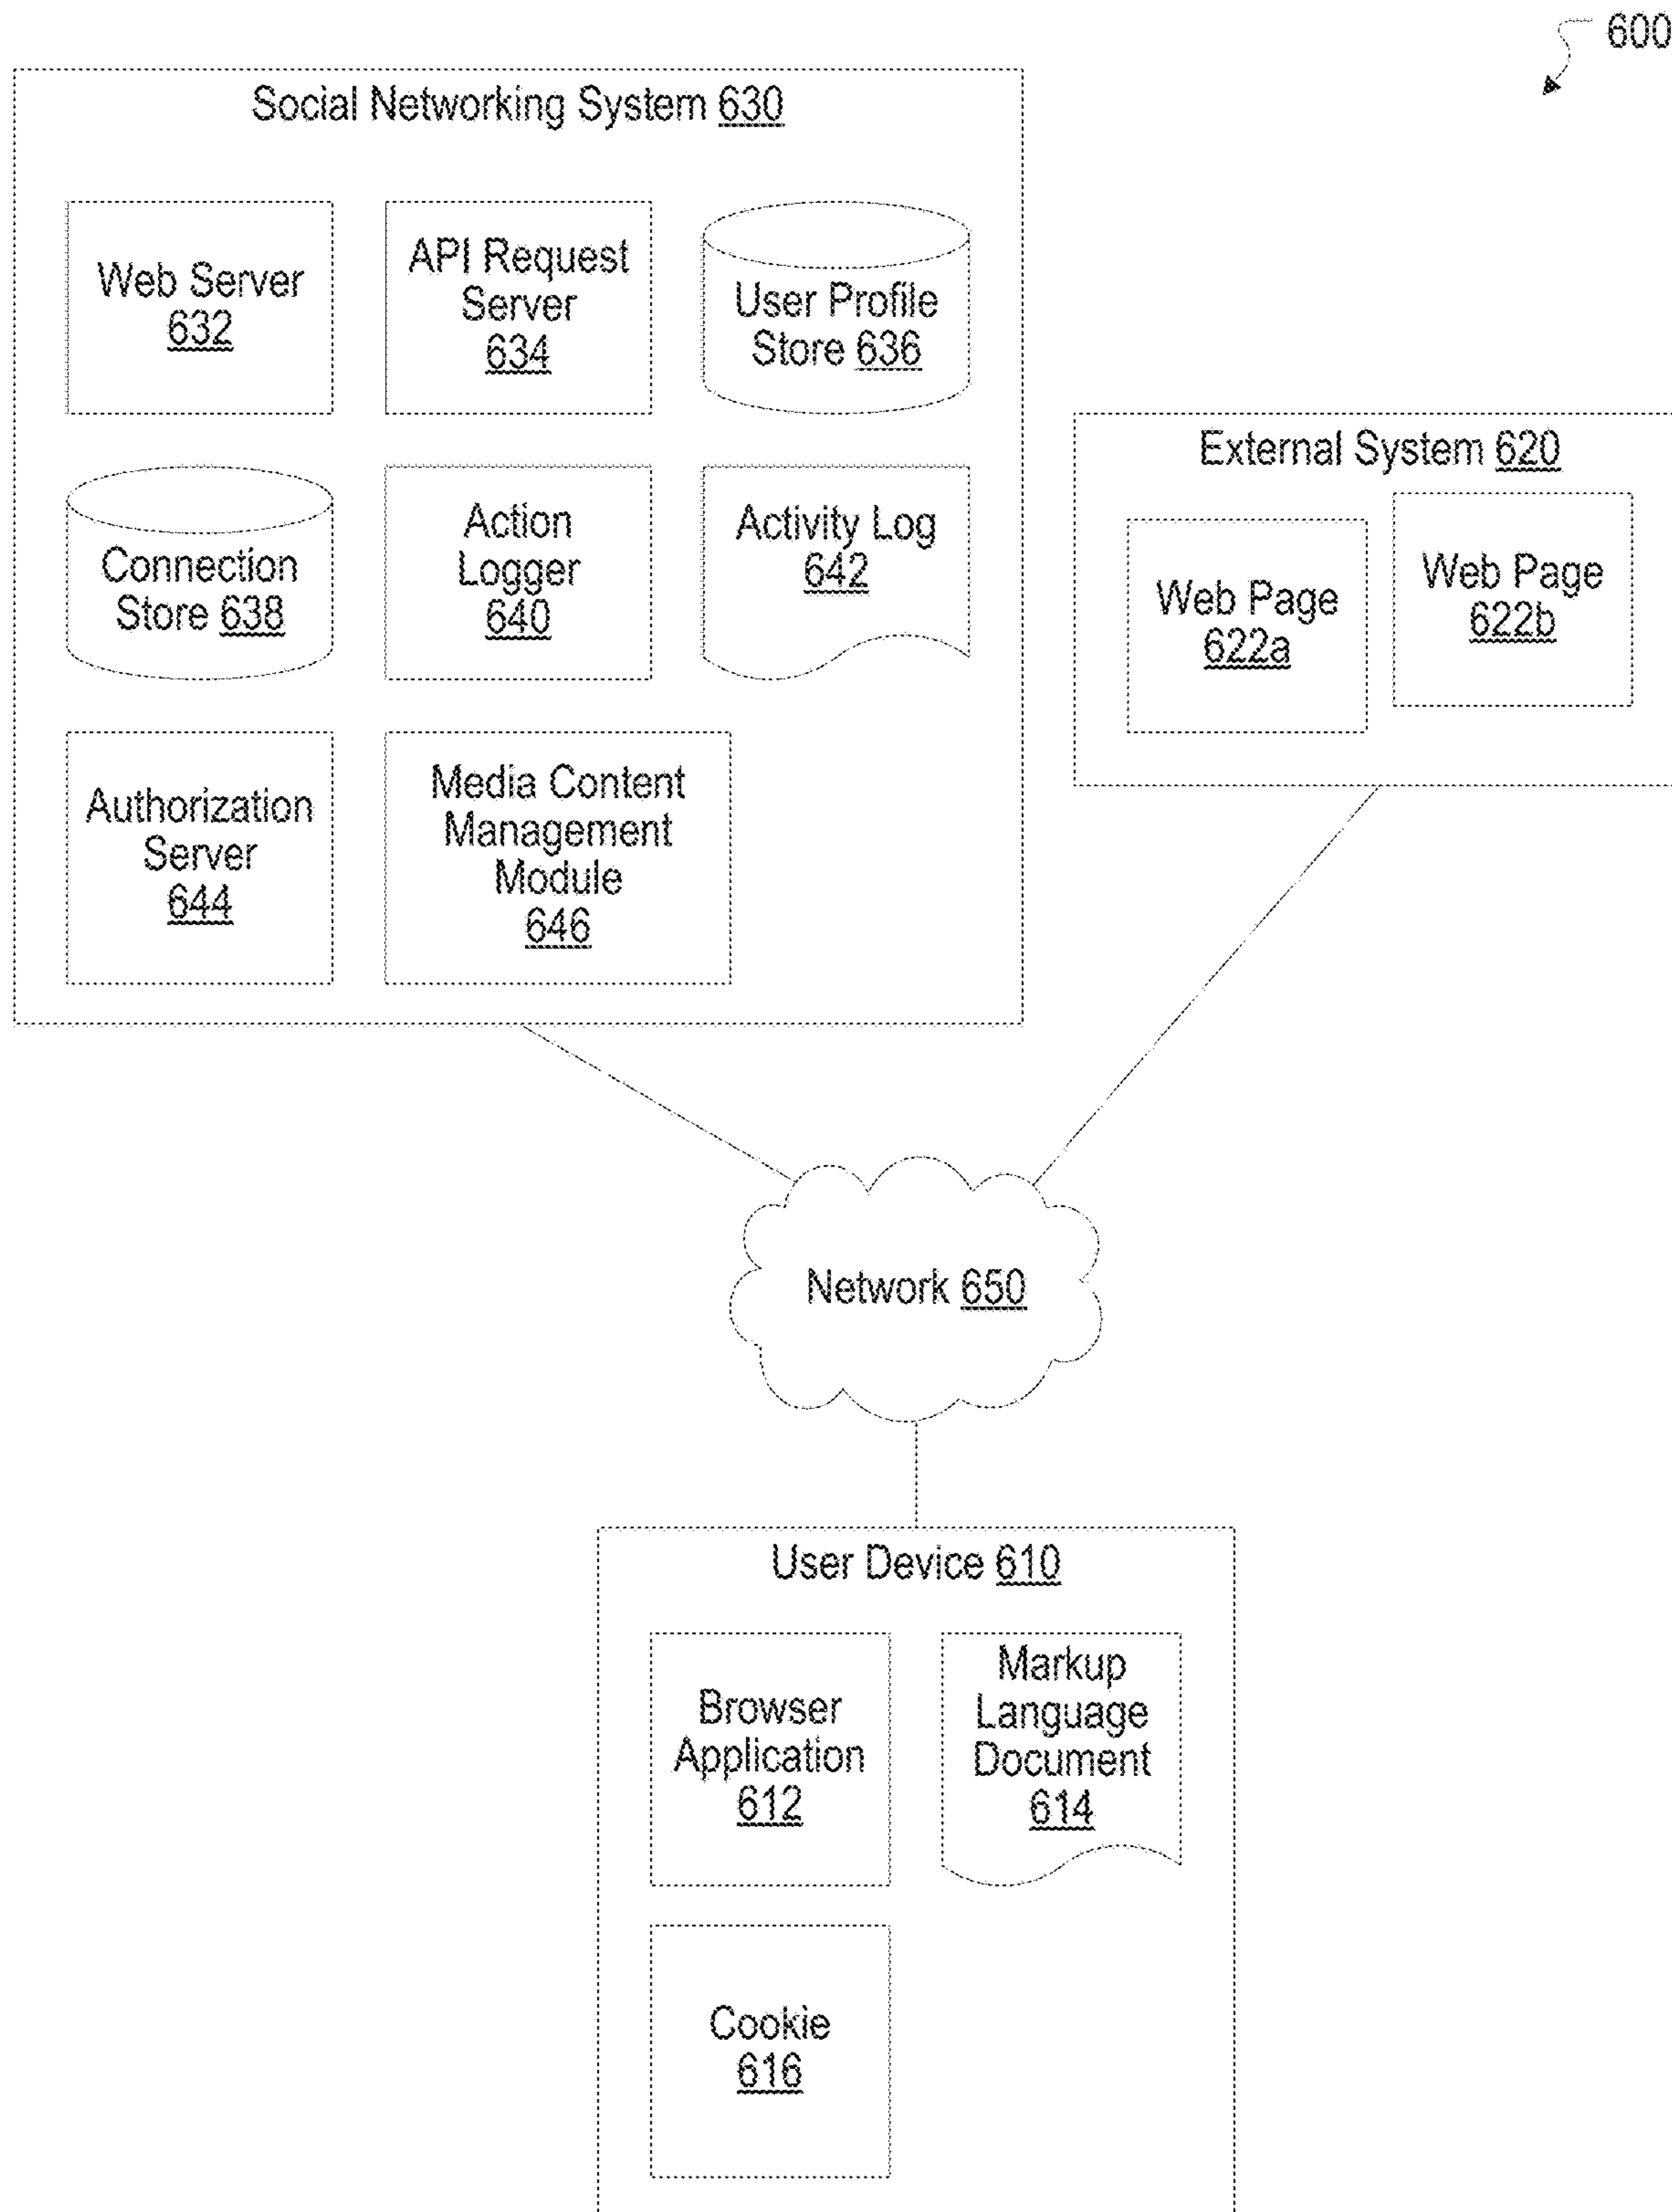 600
Social Networking System 630
Web Server
632
API Request
Server
634
User Profile
Store 636
Connection
Store 638
Action
Logger
640
Activity Log
642
Authorization
Server
644
Media Content
Management
Module
646
External System 620
Web Page
622a
Web Page
622b
Network 650
User Device 610
Browser
Application
612
Markup
Language
Document
614
Cookie
616